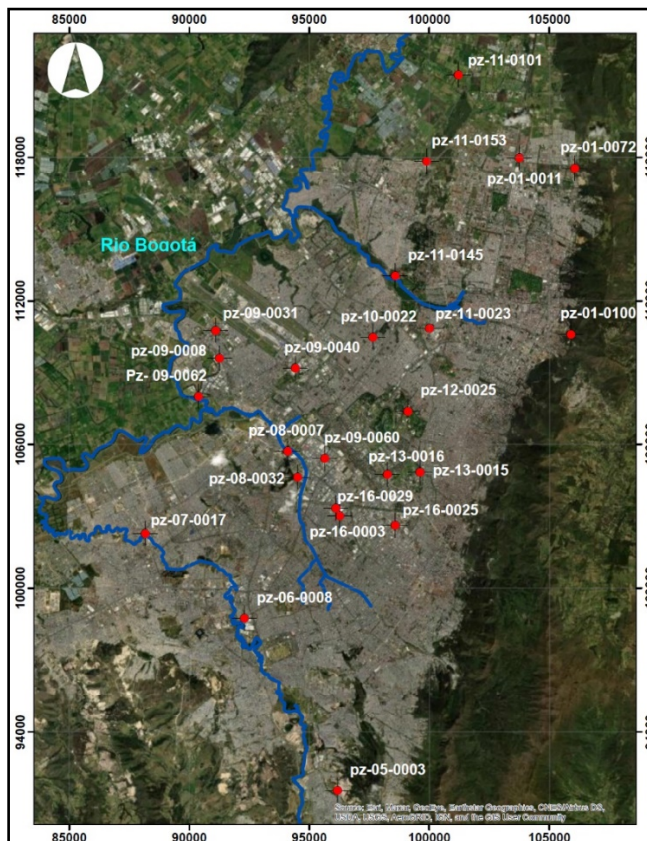 85000 90000 95000 100000 105000
pz-11-0101
118000
pz-11-0153
pz-01-0072
pz-01-0011
Rio Bogotá
pz-11-0145
112000
pz-09-0031
pz-10-0022
pz-11-0023
pz-01-0100
112000
pz-09-0008
pz-09-0040
Pz- 09-0062
pz-12-0025
106000
pz-08-0007
pz-09-0060
pz-13-0016
pz-13-0015
106000
pz-08-0032
pz-16-0029
pz-16-0025
pz-07-0017
pz-16-0003
100000
100000
pz-06-0008
94000
pz-05-0003
Source: Esri, Maxar, GeoEye, Earthstar Geographics, CNES/Airbus DS,
USDA, USGS, AeroGRID, IGN, and the GIS User Community
85000 90000 95000 100000 105000